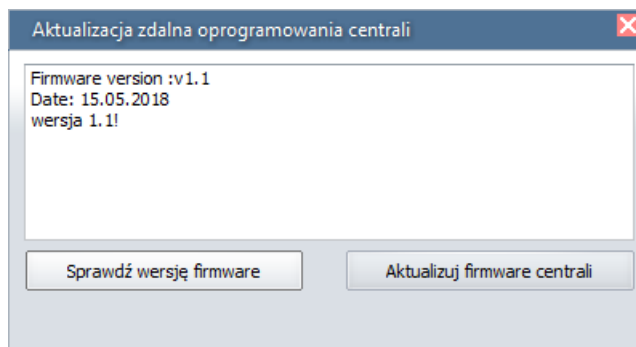 Aktualizacja zdalna oprogramowania centrali
Firmware version :v1.1
Date: 15.05.2018
wersja 1.1!
Sprawdź wersję firmware
Aktualizuj firmware centrali